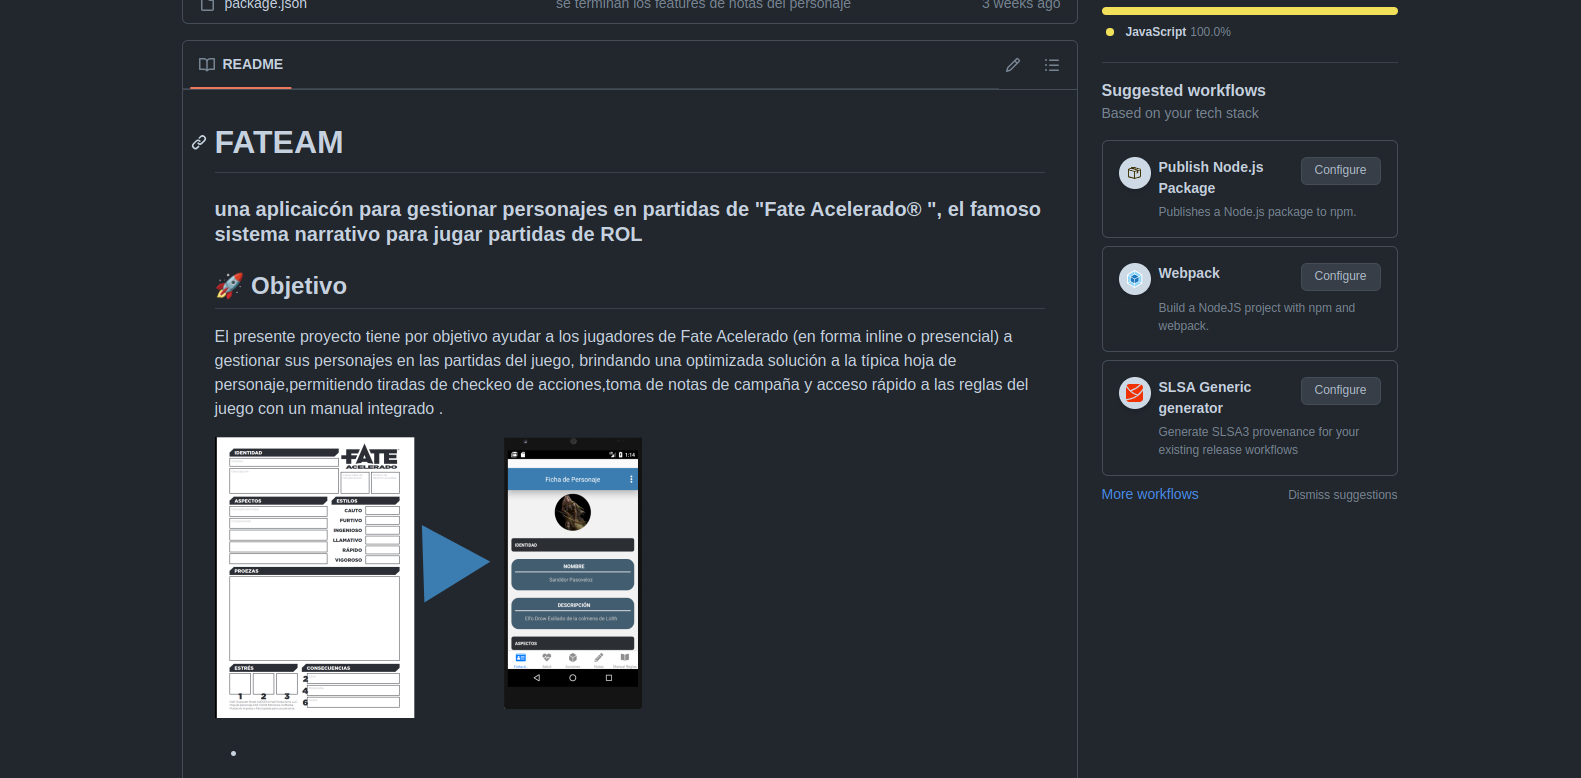 package.json
se terminan los features de notas del personaje
3 weeks ago
README
FATEAM
una aplicaicón para gestionar personajes en partidas de "Fate Acelerado® ", el famoso
sistema narrativo para jugar partidas de ROL
🚀 Objetivo
El presente proyecto tiene por objetivo ayudar a los jugadores de Fate Acelerado (en forma inline o presencial) a
gestionar sus personajes en las partidas del juego, brindando una optimizada solución a la típica hoja de
personaje,permitiendo tiradas de checkeo de acciones,toma de notas de campaña y acceso rápido a las reglas del
juego con un manual integrado .
IDENTIDAD
FATE
ACELERADO
ASPECTOS
ESTILOS
CAUTO
FURTIVO
INGENIOSO
LLAMATIVO
RÁPIDO
VIGOROSO
PROEZAS
ESTRÉS
CONSECUENCIAS
1 2 3
2
4
6
1:14
Ficha de Personaje
IDENTIDAD
NOMBRE
DESCRIPCIÓN
Elfo Drow Exiliado de la colmena de Lolth
ASPECTOS
JavaScript 100.0%
Suggested workflows
Based on your tech stack
Publish Node.js
Package
Configure
Publishes a Node.js package to npm.
Webpack
Configure
Build a NodeJS project with npm and
webpack.
SLSA Generic
generator
Configure
Generate SLSA3 provenance for your
existing release workflows
More workflows
Dismiss suggestions